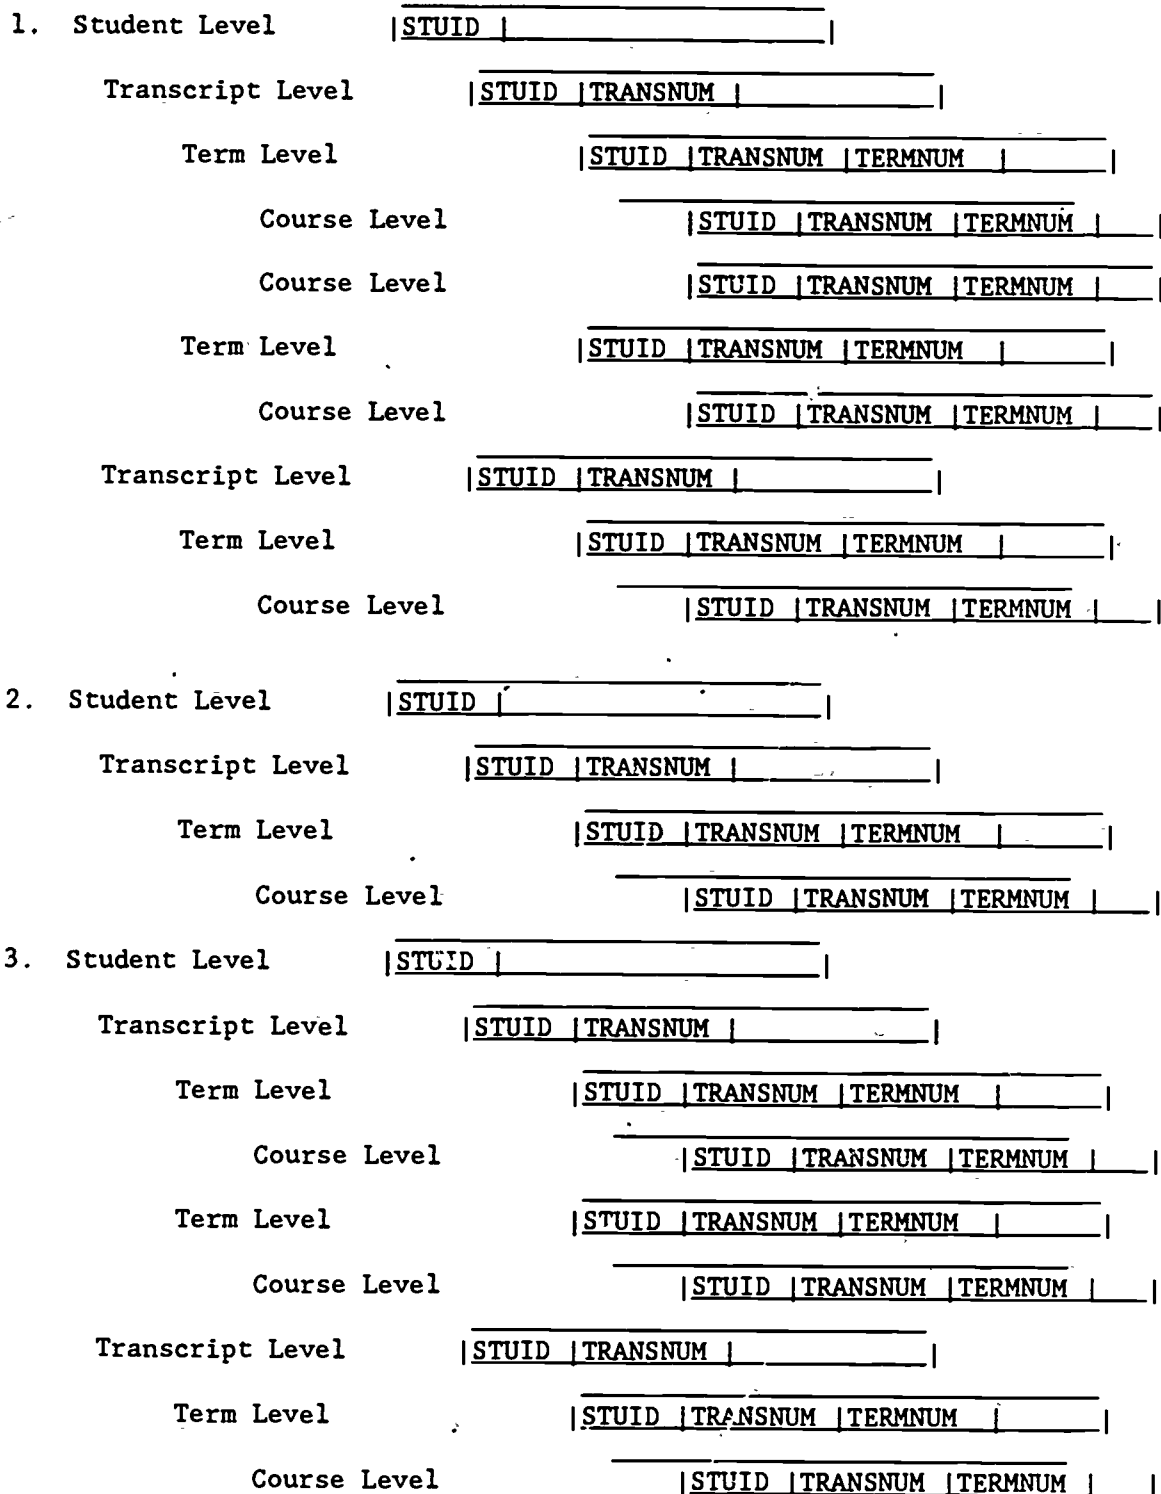 1. Student Level |STUID |
Transcript Level |STUID |TRANSNUM | |
Term Level |STUID |TRANSNUM |TERMNUM | |
Course Level |STUID |TRANSNUM |TERMNUM | |
Course Level |STUID |TRANSNUM |TERMNUM | |
Term Level |STUID |TRANSNUM |TERMNUM | |
Course Level |STUID |TRANSNUM |TERMNUM | |
Transcript Level |STUID |TRANSNUM | |
Term Level |STUID |TRANSNUM |TERMNUM | |
Course Level |STUID |TRANSNUM |TERMNUM | |
2. Student Level |STUID | |
Transcript Level |STUID |TRANSNUM | |
Term Level |STUID |TRANSNUM |TERMNUM | |
Course Level |STUID |TRANSNUM |TERMNUM | |
3. Student Level |STUID | |
Transcript Level |STUID |TRANSNUM | |
Term Level |STUID |TRANSNUM |TERMNUM | |
Course Level |STUID |TRANSNUM |TERMNUM | |
Term Level |STUID |TRANSNUM |TERMNUM | |
Course Level |STUID |TRANSNUM |TERMNUM | |
Transcript Level |STUID |TRANSNUM | |
Term Level |STUID |TRANSNUM |TERMNUM | |
Course Level |STUID |TRANSNUM |TERMNUM | |